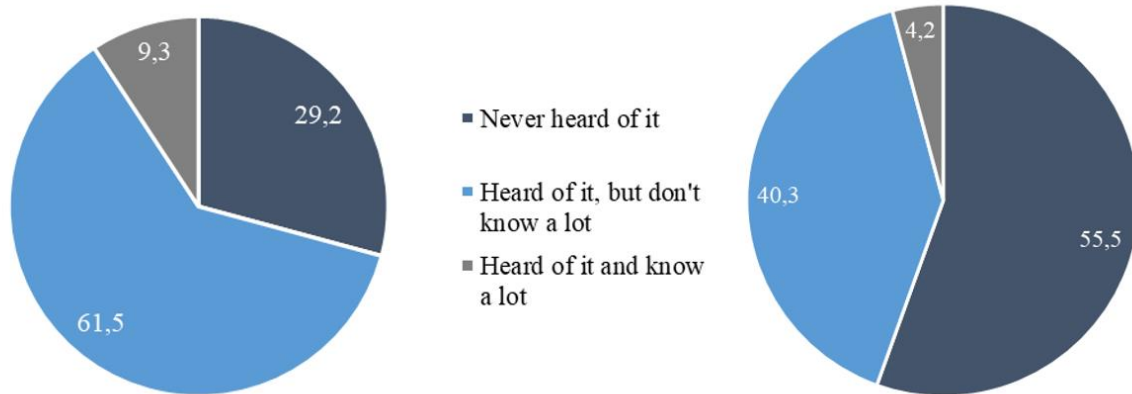 9,3
29,2
61,5
Never heard of it
Heard of it, but don't
know a lot
Heard of it and know
a lot
4,2
40,3
55,5